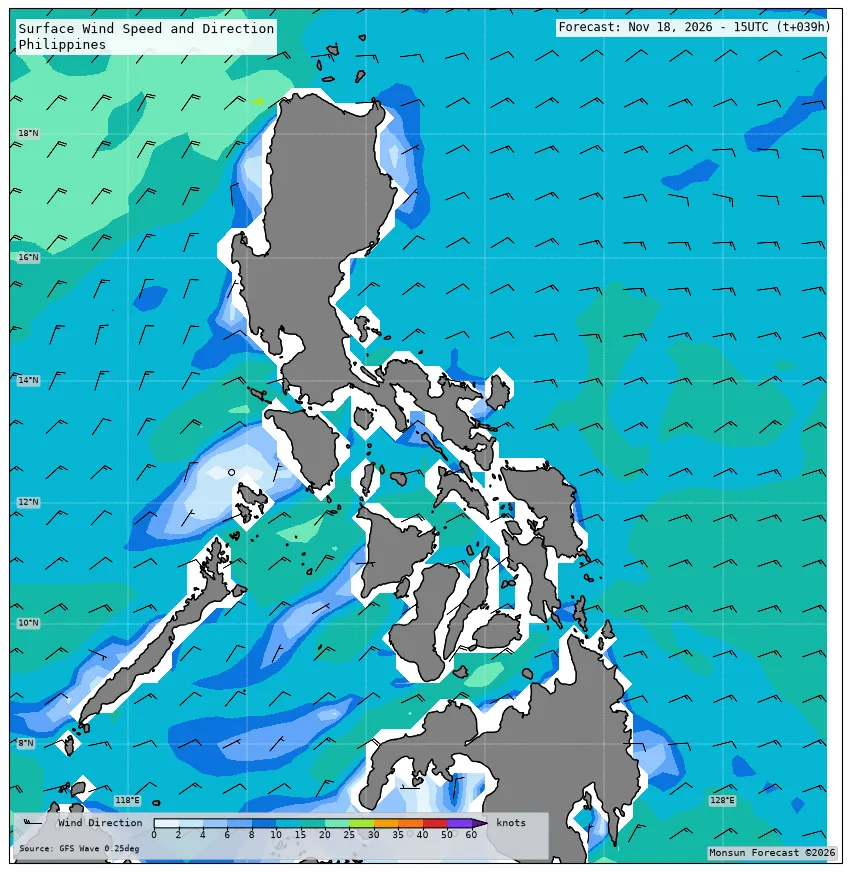 Surface Wind Speed and Direction
Philippines
Forecast: Nov 18, 2026 - 15UTC (t+039h)
18°N
16°N
14°N
12°N
10°N
8°N
118°E
128°E
Wind Direction
knots
0 2 4 6 8 10 15 20 25 30 35 40 50 60
Source: GFS Wave 0.25deg
Monsun Forecast ©2026